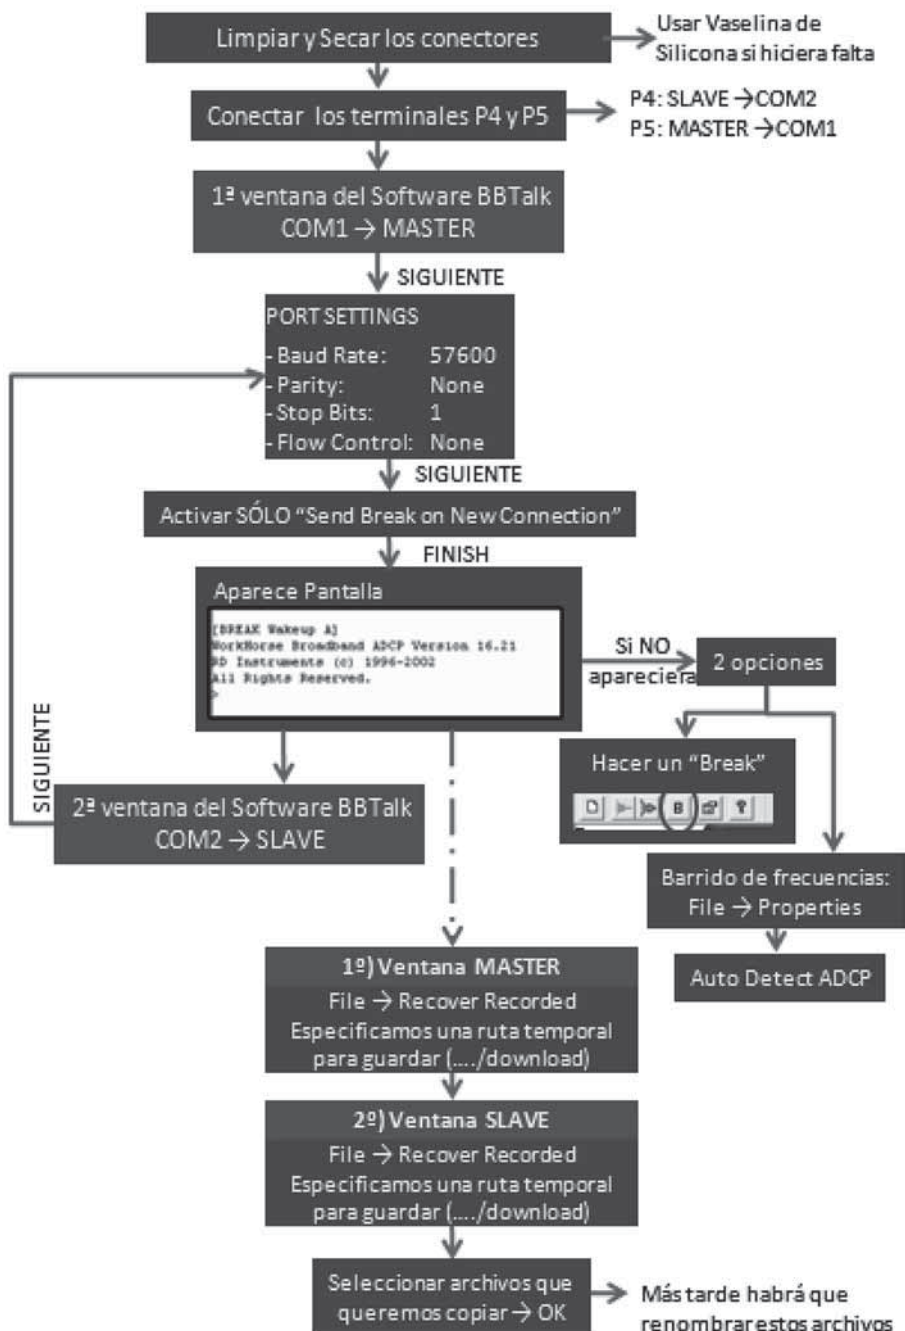 Limpiar y Secar los conectores
Usar Vaselina de
Silicona si hiciera falta
Conectar los terminales P4 y P5
P4: SLAVE →COM2
P5: MASTER →COM1
1ª ventana del Software BBTalk
COM1 → MASTER
SIGUIENTE
PORT SETTINGS
- Baud Rate: 57600
- Parity: None
- Stop Bits: 1
- Flow Control: None
SIGUIENTE
Activar SÓLO “Send Break on New Connection”
FINISH
Aparece Pantalla
[BREAK Wakeup A]
WorkHorse Broadband ADCP Version 16.21
RD Instruments (c) 1996-2002
All Rights Reserved.
>
Si NO
apareciera
2 opciones
Hacer un “Break”
B
?
SIGUIENTE
2ª ventana del Software BBTalk
COM2 → SLAVE
Barrido de frecuencias:
File → Properties
Auto Detect ADCP
1º) Ventana MASTER
File → Recover Recorded
Especificamos una ruta temporal
para guardar (..../download)
2º) Ventana SLAVE
File → Recover Recorded
Especificamos una ruta temporal
para guardar (..../download)
Seleccionar archivos que
queremos copiar → OK
Más tarde habrá que
renombrar estos archivos